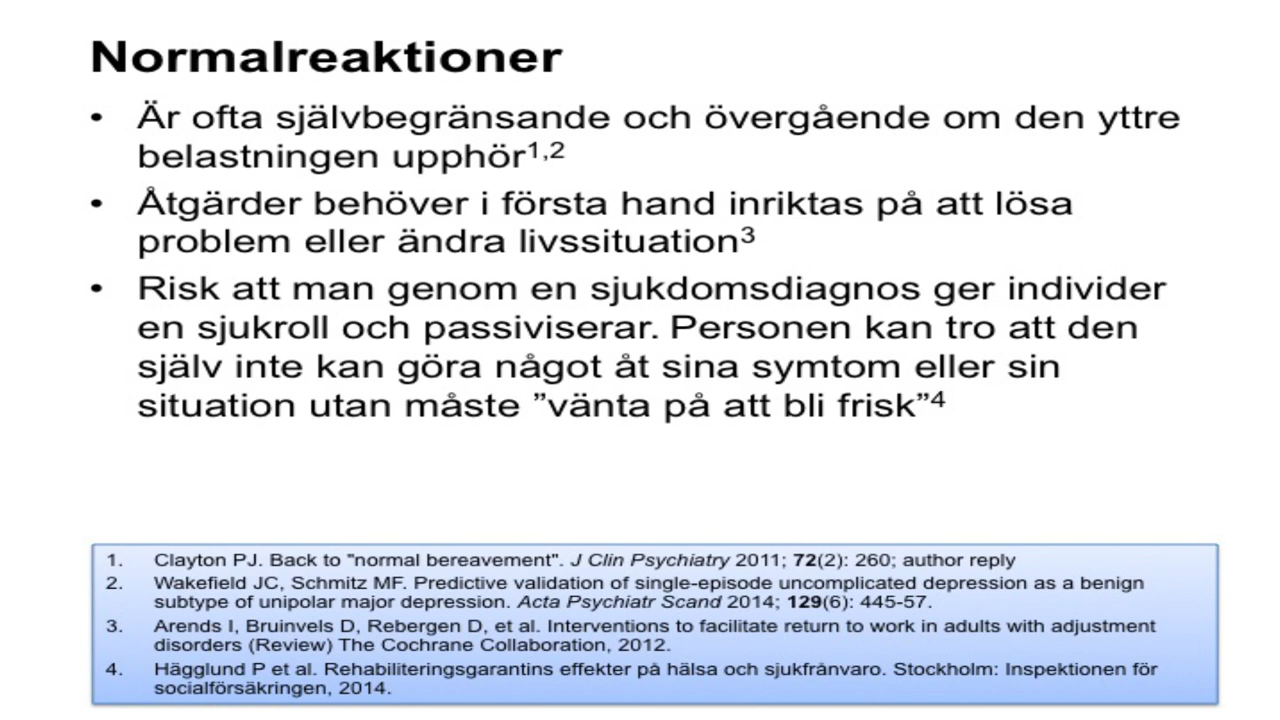 Normalreaktioner
• Är ofta självbegränsande och övergående om den yttre
belastningen upphör1,2
• Åtgärder behöver i första hand inriktas på att lösa
problem eller ändra livssituation3
• Risk att man genom en sjukdomsdiagnos ger individer
en sjukroll och passiviserar. Personen kan tro att den
själv inte kan göra något åt sina symtom eller sin
situation utan måste ”vänta på att bli frisk”4
1. Clayton PJ. Back to "normal bereavement". J Clin Psychiatry 2011; 72(2): 260; author reply
2. Wakefield JC, Schmitz MF. Predictive validation of single-episode uncomplicated depression as a benign
subtype of unipolar major depression. Acta Psychiatr Scand 2014; 129(6): 445-57.
3. Arends I, Bruinvels D, Rebergen D, et al. Interventions to facilitate return to work in adults with adjustment
disorders (Review) The Cochrane Collaboration, 2012.
4. Hägglund P et al. Rehabiliteringsgarantins effekter på hälsa och sjukfrånvaro. Stockholm: Inspektionen för
socialförsäkringen, 2014.